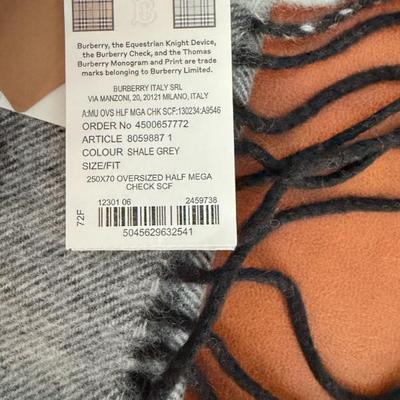 Burberry, the Equestrian Knight Device,
the Burberry Check, and the Thomas
Burberry Monogram and Print are trade
marks belonging to Burberry Limited.
BURBERRY ITALY SRL
VIA MANZONI, 20, 20121 MILANO, ITALY
A:MU OVS HLF MGA CHK SCF:130234:A9546
ORDER No 4500657772
ARTICLE 8059887 1
COLOUR SHALE GREY
SIZE/FIT
250X70 OVERSIZED HALF MEGA
CHECK SCF
72F
12301 06 2459738
5045629632541